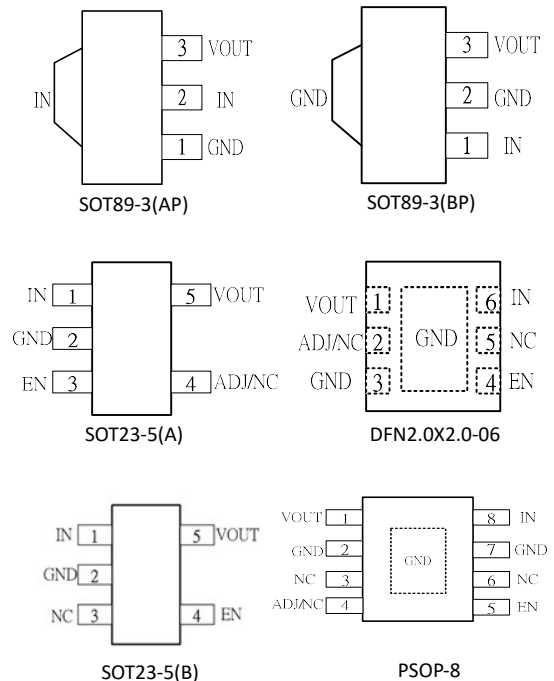 3 VOUT
IN 2 IN
1 GND
SOT89-3(AP)
3 VOUT
GND 2 GND
1 IN
SOT89-3(BP)
IN 1 5 VOUT
GND 2
EN 3 4 ADJ/NC
SOT23-5(A)
VOUT 1 6 IN
ADJ/NC 2 GND 5 NC
GND 3 4 EN
DFN2.0X2.0-06
IN 1 5 VOUT
GND 2
NC 3 4 EN
SOT23-5(B)
VOUT 1 8 IN
GND 2 GND 7 GND
NC 3 6 NC
ADJ/NC 4 5 EN
PSOP-8